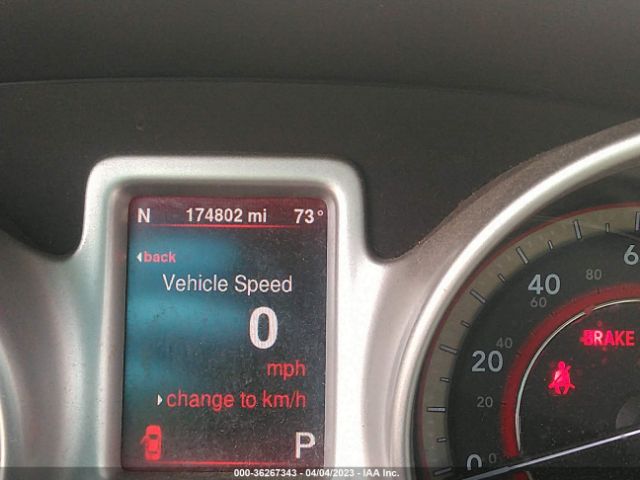 N 174802 mi 73°
back
Vehicle Speed
0
mph
change to km/h
P
40
80
60
BRAKE
40
20
20
0
000-36267343 - 04/04/2023 - IAA Inc.